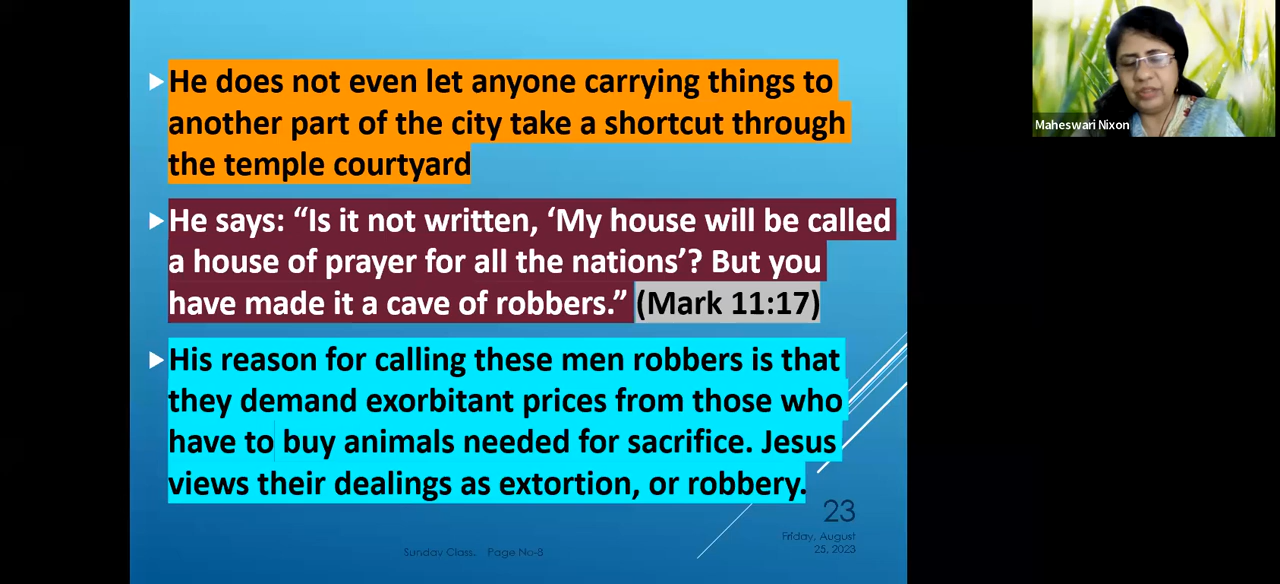 He does not even let anyone carrying things to
another part of the city take a shortcut through
the temple courtyard
He says: “Is it not written, ‘My house will be called
a house of prayer for all the nations’? But you
have made it a cave of robbers.” (Mark 11:17)
His reason for calling these men robbers is that
they demand exorbitant prices from those who
have to buy animals needed for sacrifice. Jesus
views their dealings as extortion, or robbery.
23
Friday, August
25, 2023
Sunday Class. Page No-8
Maheswari Nixon